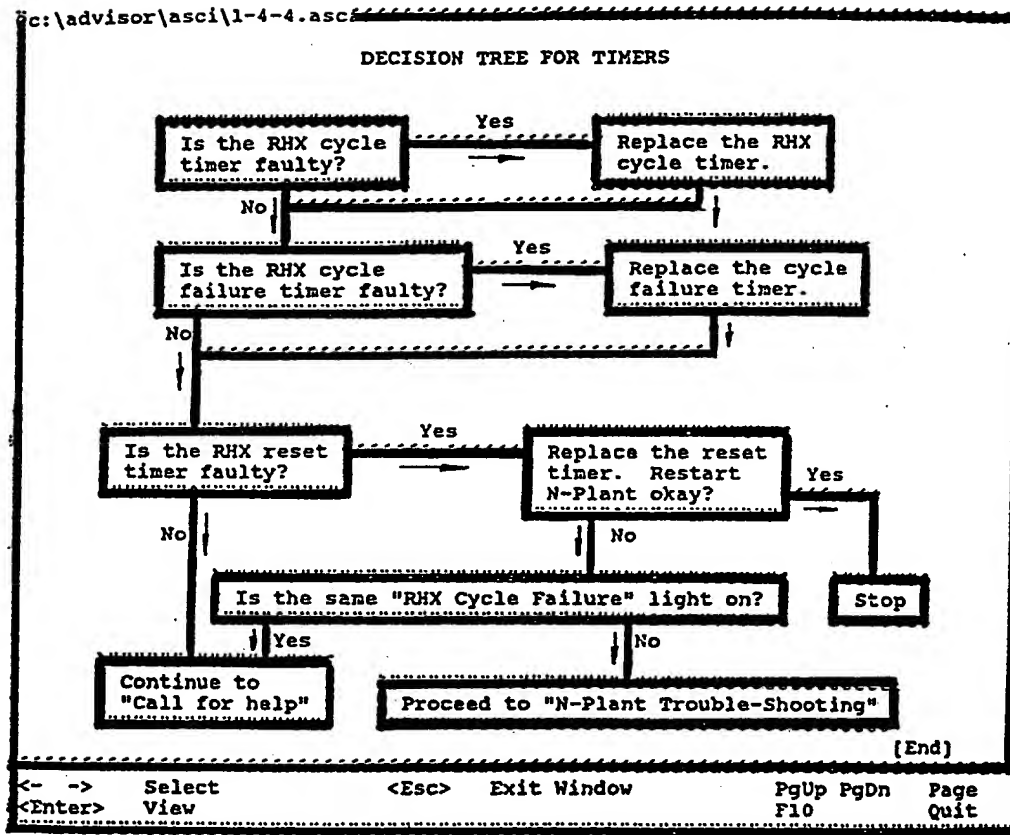 c:\advisor\asci\1-4-4.asc
DECISION TREE FOR TIMERS
Is the RHX cycle
timer faulty?
Yes
Replace the RHX
cycle timer.
No
Is the RHX cycle
failure timer faulty?
Yes
Replace the cycle
failure timer.
No
Is the RHX reset
timer faulty?
Yes
Replace the reset
timer. Restart
N-Plant okay?
Yes
No
No
Is the same "RHX Cycle Failure" light on?
Stop
Yes
No
Continue to
"Call for help"
Proceed to "N-Plant Trouble-Shooting"
[End]
<- -> Select <Esc> Exit Window PgUp PgDn Page
<Enter> View F10 Quit